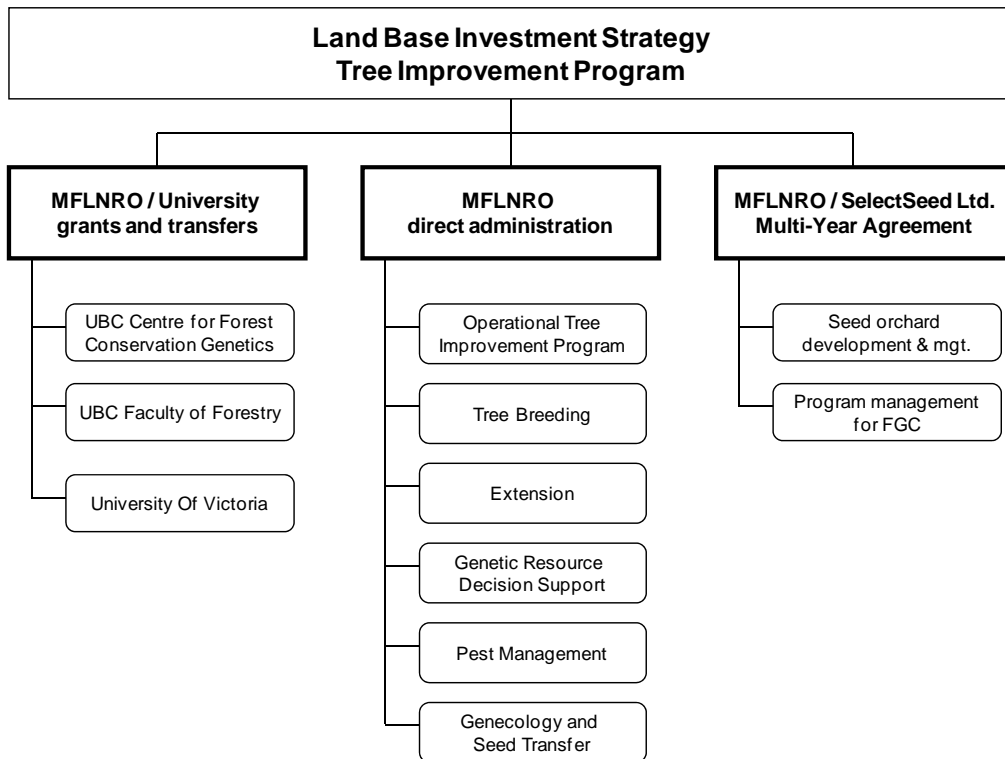 Land Base Investment Strategy
Tree Improvement Program
MFLNRO / University
grants and transfers
UBC Centre for Forest
Conservation Genetics
UBC Faculty of Forestry
University Of Victoria
MFLNRO
direct administration
Operational Tree
Improvement Program
Tree Breeding
Extension
Genetic Resource
Decision Support
Pest Management
Genecology and
Seed Transfer
MFLNRO / SelectSeed Ltd.
Multi-Year Agreement
Seed orchard
development & mgt.
Program management
for FGC